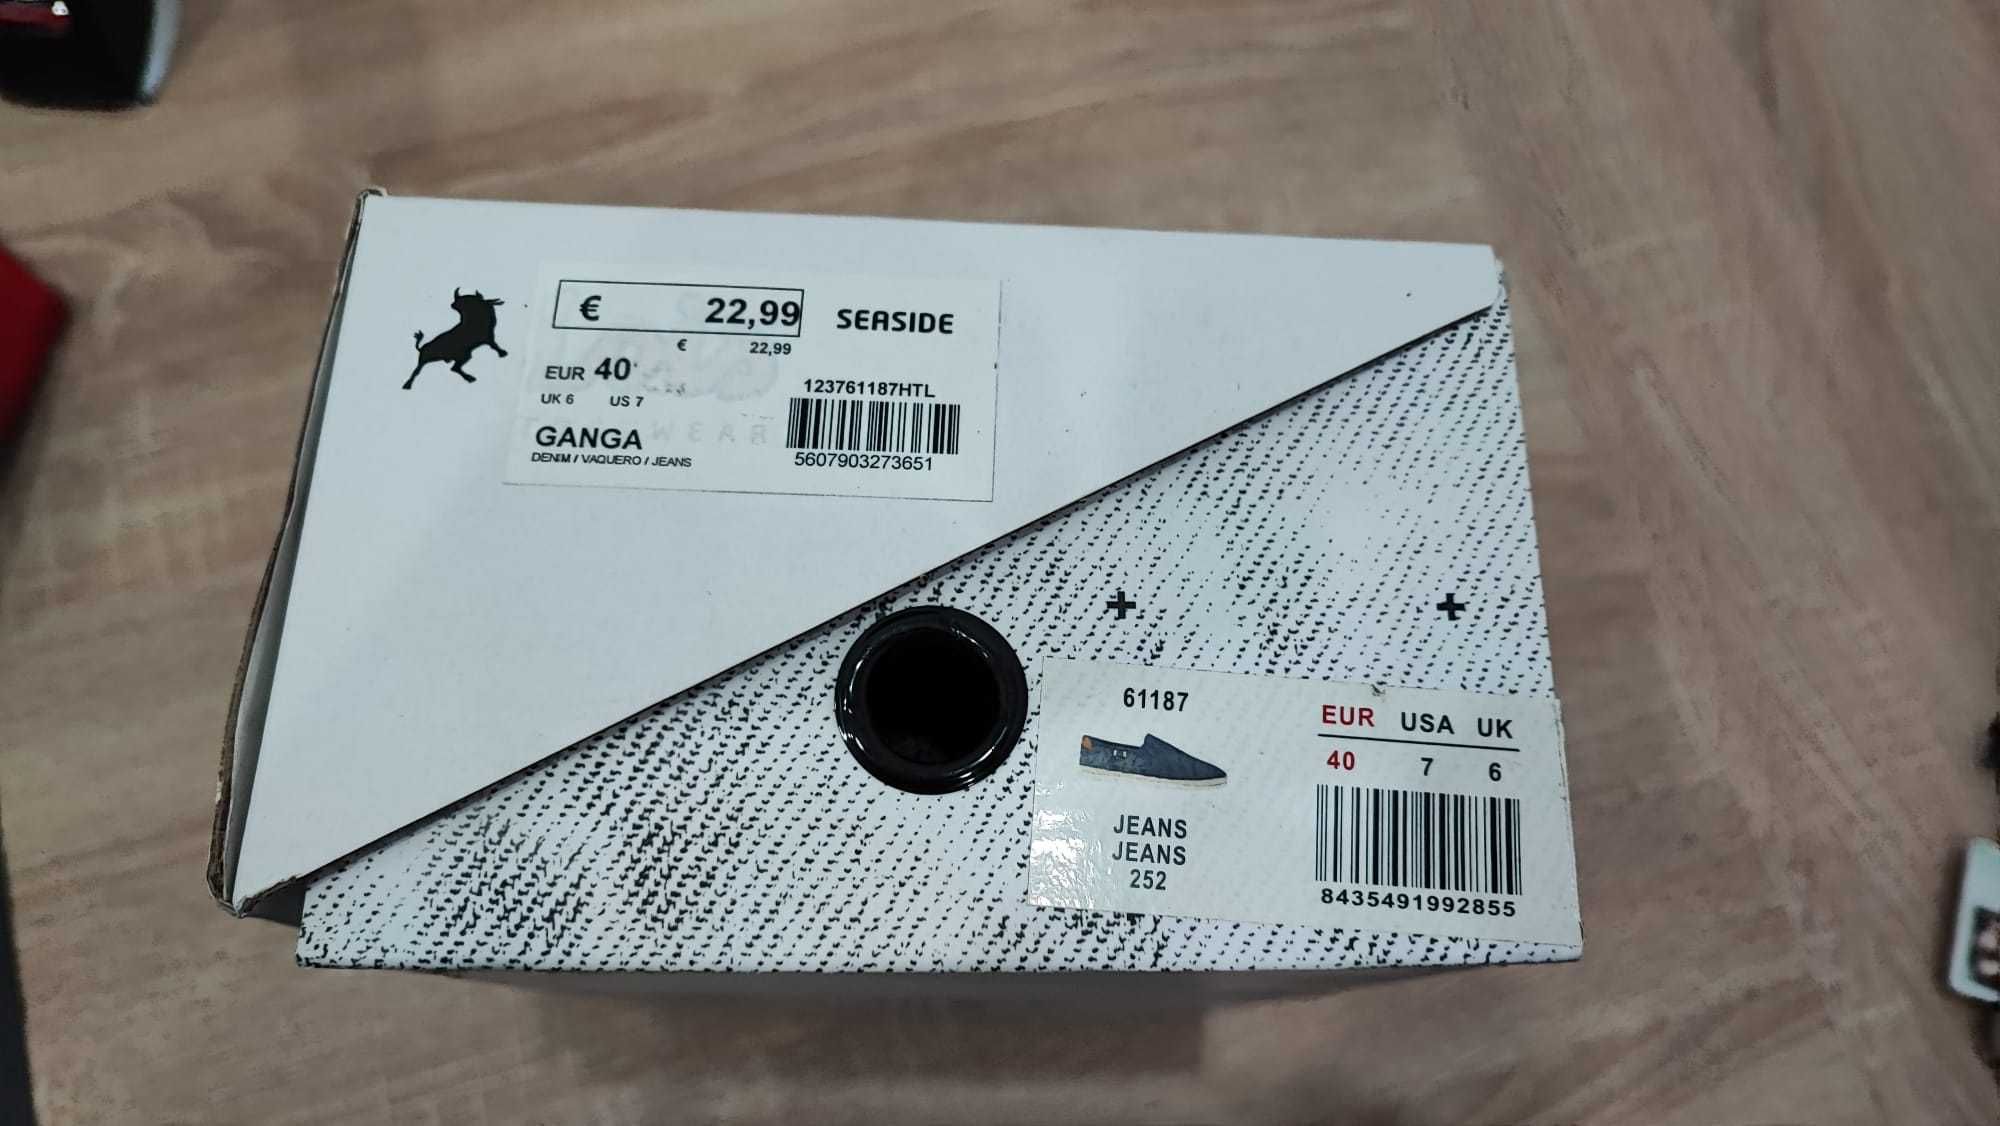 € 22,99
SEASIDE
€ 22,99
EUR 40
UK 6 US 7
123761187HTL
GANGA
DENIM / VAQUERO / JEANS
5607903273651
61187
EUR USA UK
40 7 6
JEANS
JEANS
252
8435491992855